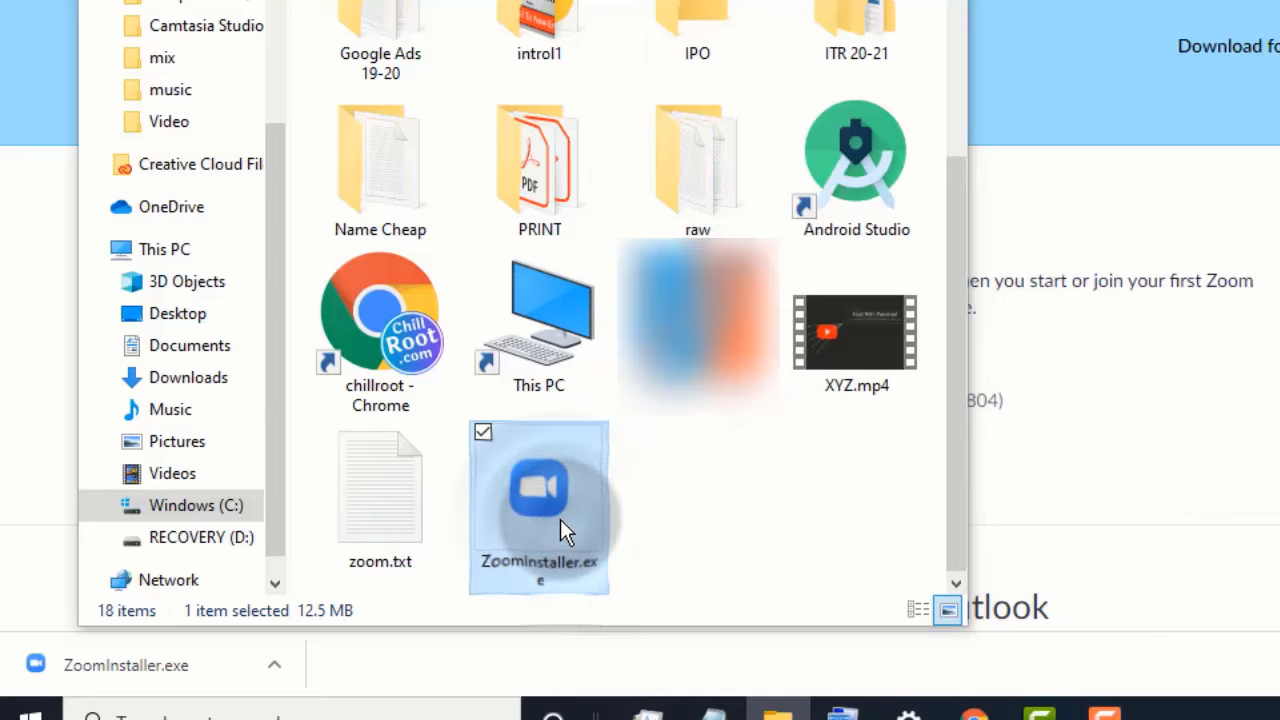 Camtasia Studio
mix
music
Video
Creative Cloud Fil
OneDrive
This PC
3D Objects
Desktop
Documents
Downloads
Music
Pictures
Videos
Windows (C:)
RECOVERY (D:)
Network
Google Ads
19-20
introl1
IPO
ITR 20-21
Name Cheap
PDF
PRINT
raw
Android Studio
Chill
Root
.com
chillroot -
Chrome
This PC
XYZ.mp4
zoom.txt
ZoomInstaller.ex
e
18 items
1 item selected 12.5 MB
Download fo
en you start or join your first Zoom
e.
804)
tlook
ZoomInstaller.exe